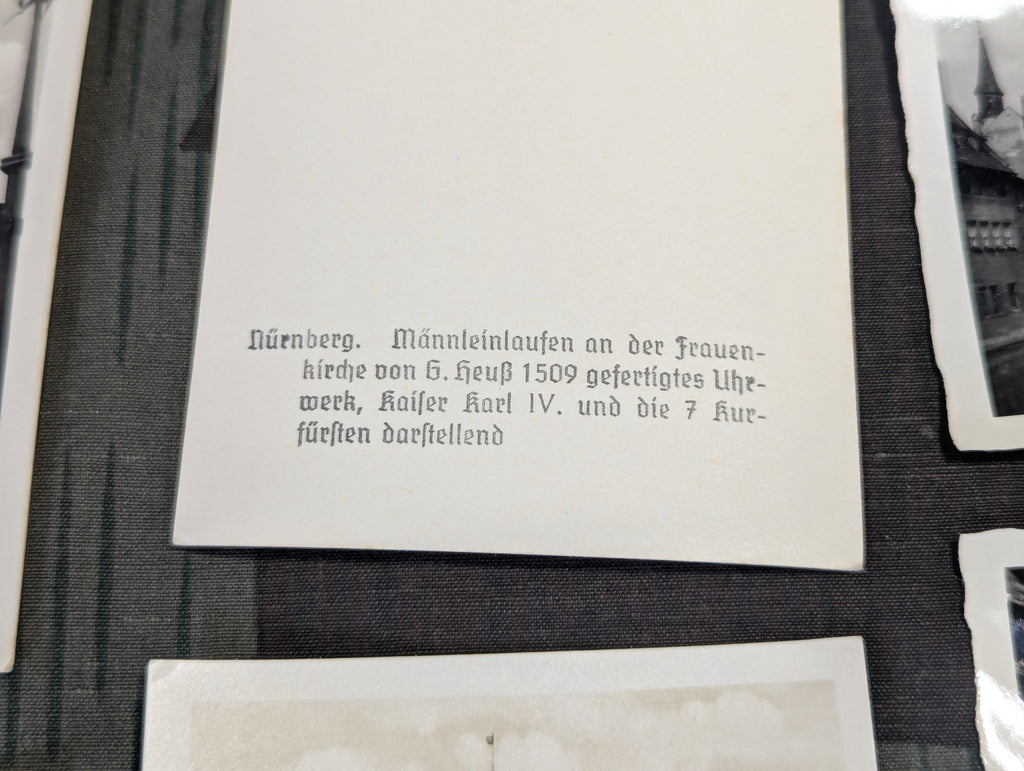 Nürnberg. Männleinlaufen an der Frauen-
kirche von G. Heuß 1509 gefertigtes Uhr-
werk, Kaiser Karl IV. und die 7 Kur-
fürsten darstellend